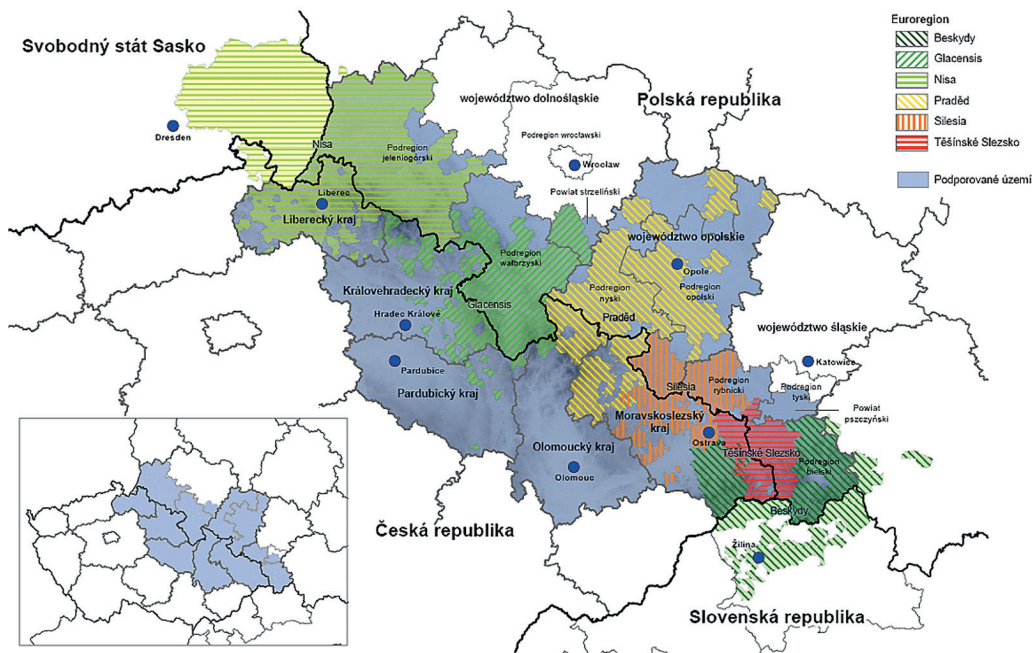 Svobodný stát Sasko
Dresden
Nisa
Liberec
Liberecký kraj
Podregion
jeleniogórski
województwo dolnośląskie
Podregion wrocławski
Wrocław
Powiat strzeliński
Polská republika
Euroregion
Beskydy
Glacensis
Nisa
Praděd
Silesia
Těšínské Slezsko
Podporované území
Královehradecký kraj
Hradec Králové
Glacensis
Podregion
wałbrzyski
województwo opolskie
Opole
Podregion
nyski
Podregion
opolski
Praděd
Pardubice
Pardubický kraj
województwo śląskie
Katowice
Silesia
Podregion
rybnicki
Podregion
tyski
Powiat
pszczyński
Moravskoslezský
kraj
Ostrava
Olomoucký kraj
Olomouc
Těšínské Slezsko
Podregion
bielski
Beskydy
Česká republika
Žilina
Slovenská republika